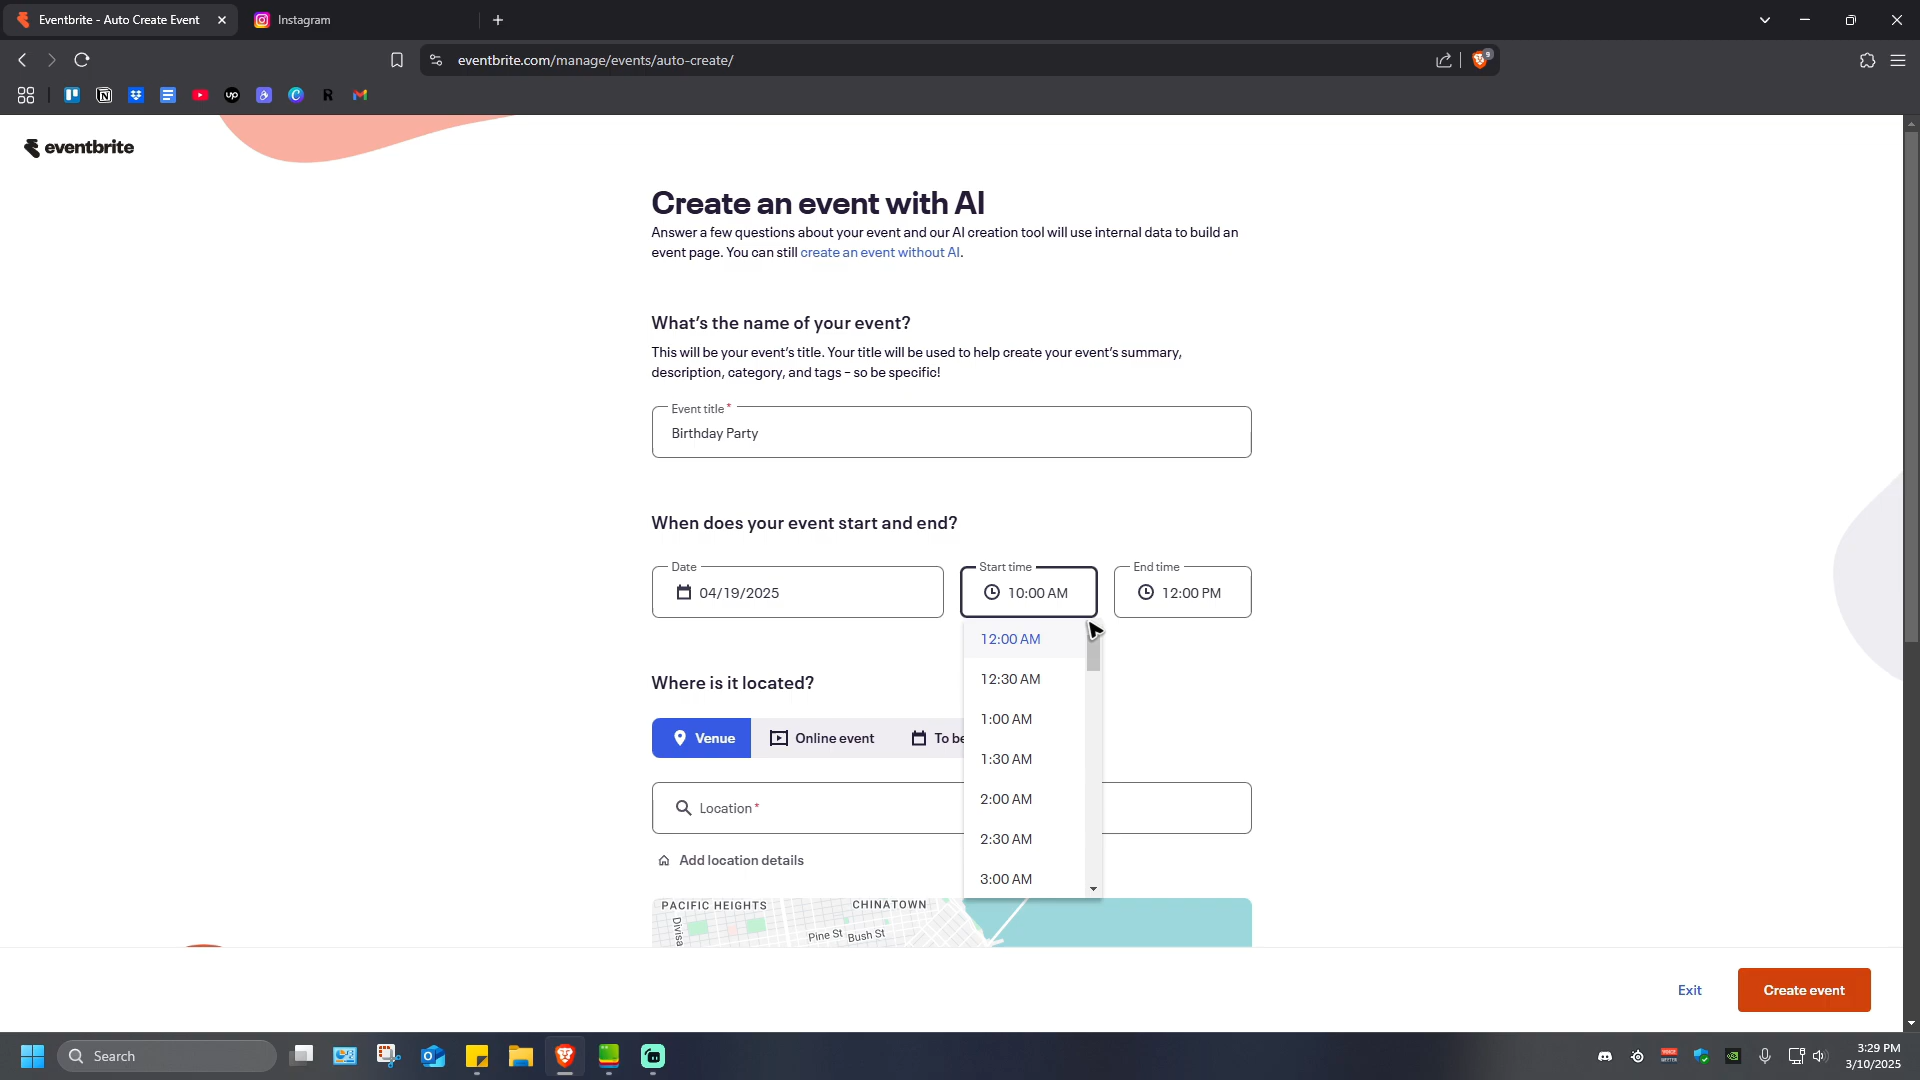 Eventbrite - Auto Create Event
Instagram
eventbrite.com/manage/events/auto-create/
eventbrite
Create an event with AI
Answer a few questions about your event and our AI creation tool will use internal data to build an
event page. You can still create an event without AI.
What's the name of your event?
This will be your event's title. Your title will be used to help create your event's summary,
description, category, and tags – so be specific!
Event title *
Birthday Party
When does your event start and end?
Date
04/19/2025
Start time
10:00 AM
End time
12:00 PM
12:00 AM
12:30 AM
1:00 AM
1:30 AM
2:00 AM
2:30 AM
3:00 AM
Where is it located?
Venue
Online event
To be
Location *
Add location details
PACIFIC HEIGHTS
CHINATOWN
Divisa
Pine St
Bush St
Exit
Create event
Search
3:29 PM
3/10/2025